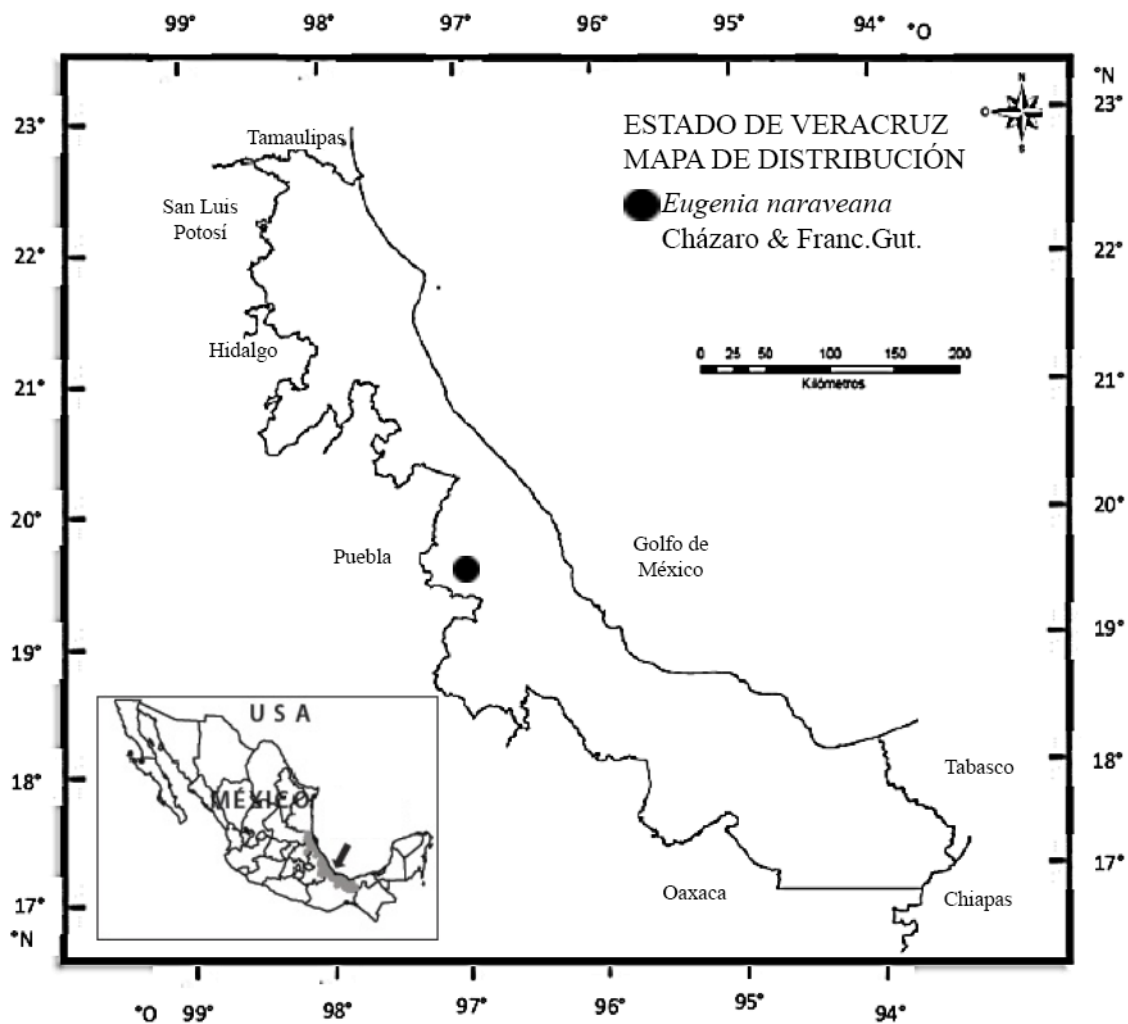 99° 98° 97° 96° 95° 94° °O
°N
N
O
S
23°
23°
ESTADO DE VERACRUZ
MAPA DE DISTRIBUCIÓN
Eugenia naraveana
Cházaro & Franc.Gut.
Tamaulipas
San Luis
Potosí
22°
22°
Hidalgo
0 25 50 100 150 200
Kilómetros
21°
21°
20°
20°
Puebla
Golfo de
México
19°
19°
USA
MÉXICO
18°
18°
Tabasco
17°
17°
Oaxaca
Chiapas
°N
°O 99° 98° 97° 96° 95° 94°